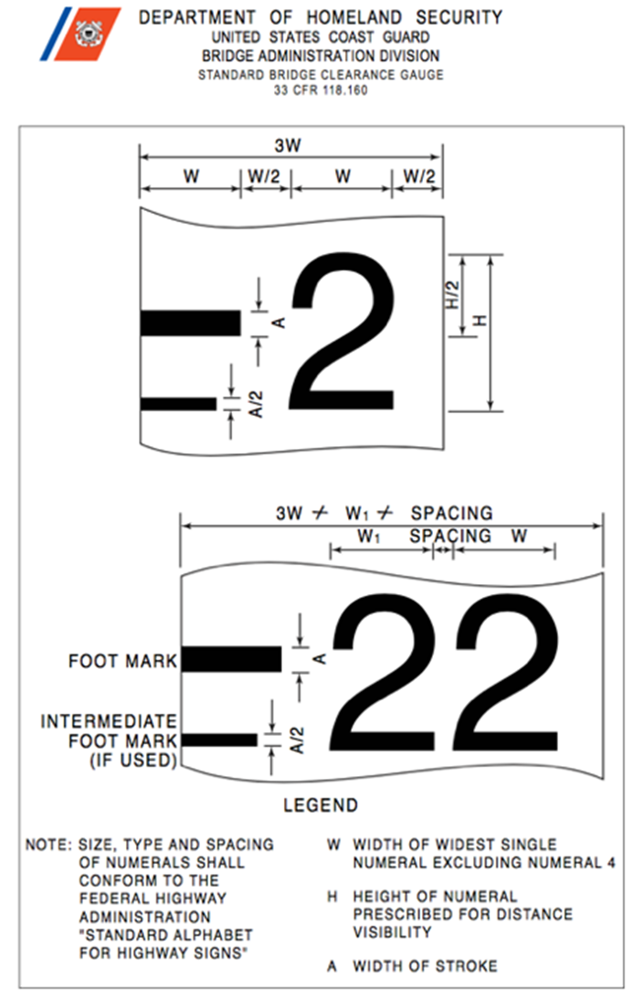 DEPARTMENT OF HOMELAND SECURITY
UNITED STATES COAST GUARD
BRIDGE ADMINISTRATION DIVISION
STANDARD BRIDGE CLEARANCE GAUGE
33 CFR 118.160
3W
W W/2 W W/2
2
H/2
H
A
A/2
3W ≠ W1 ≠ SPACING
W1 SPACING W
22
FOOT MARK
A
INTERMEDIATE
FOOT MARK
(IF USED)
A/2
LEGEND
NOTE: SIZE, TYPE AND SPACING
OF NUMERALS SHALL
CONFORM TO THE
FEDERAL HIGHWAY
ADMINISTRATION
"STANDARD ALPHABET
FOR HIGHWAY SIGNS"
W WIDTH OF WIDEST SINGLE
NUMERAL EXCLUDING NUMERAL 4
H HEIGHT OF NUMERAL
PRESCRIBED FOR DISTANCE
VISIBILITY
A WIDTH OF STROKE